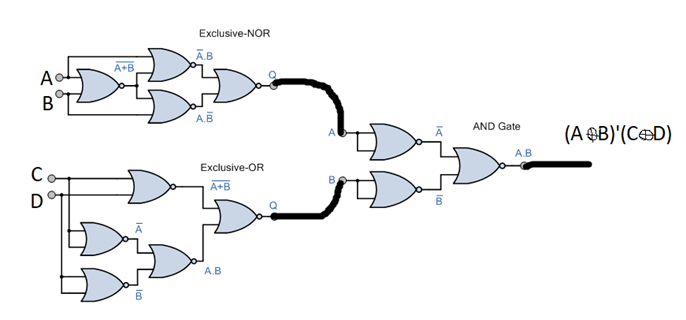 Exclusive-NOR
A̅.B
A
A̅+̅B̅
B
A.B̅
Q
A
A̅
AND Gate
(A⊕B)'(C⊕D)
A.B
Exclusive-OR
C
D
A̅+̅B̅
B
B̅
Q
A̅
A.B
B̅